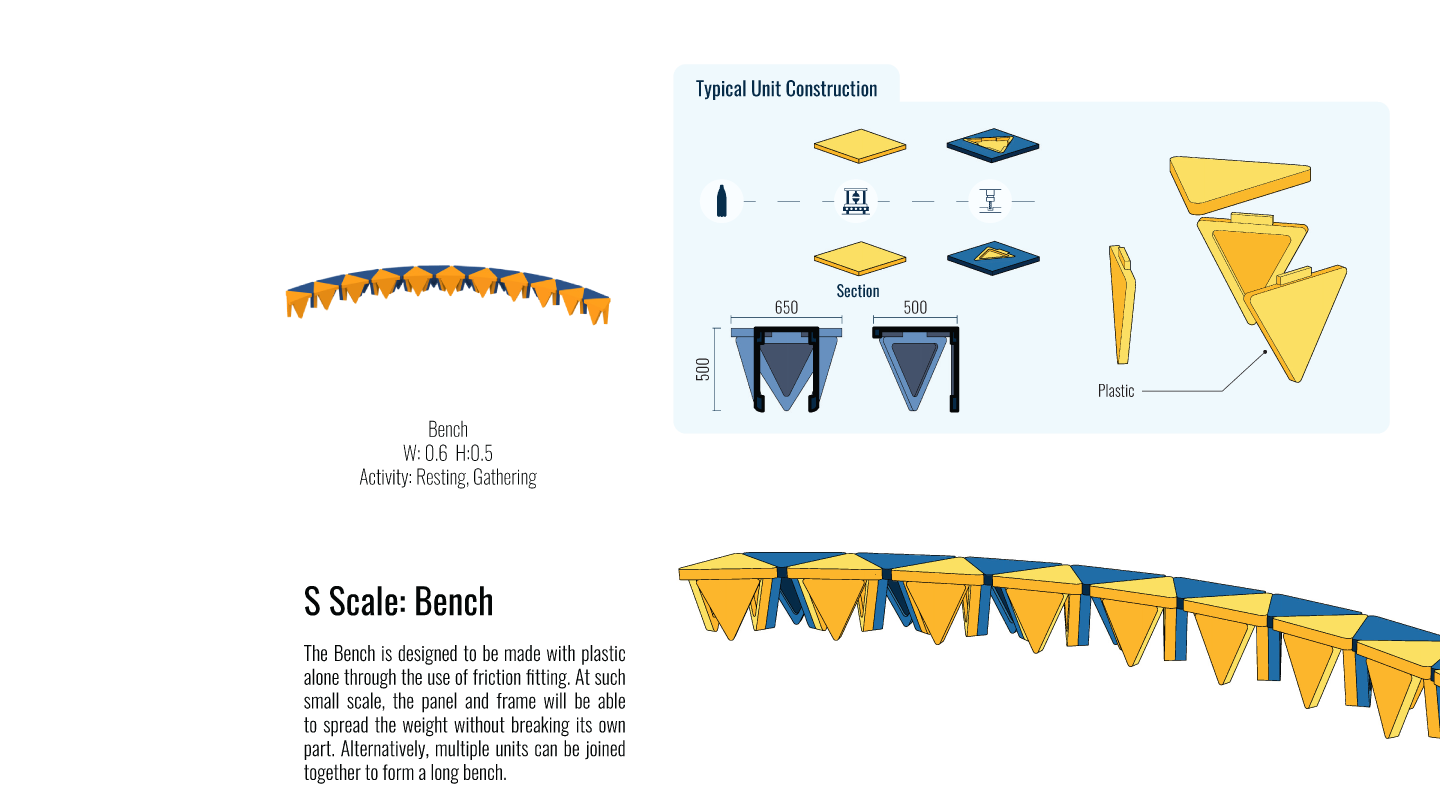 Typical Unit Construction
Section
650
500
500
Plastic
Bench
W: 0.6 H:0.5
Activity: Resting, Gathering
S Scale: Bench
The Bench is designed to be made with plastic
alone through the use of friction fitting. At such
small scale, the panel and frame will be able
to spread the weight without breaking its own
part. Alternatively, multiple units can be joined
together to form a long bench.